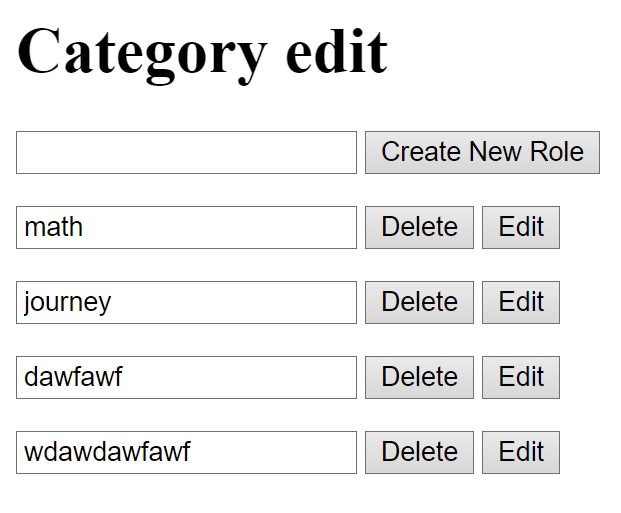 Category edit
Create New Role
math Delete Edit
journey Delete Edit
dawfawf Delete Edit
wdawdawfawf Delete Edit